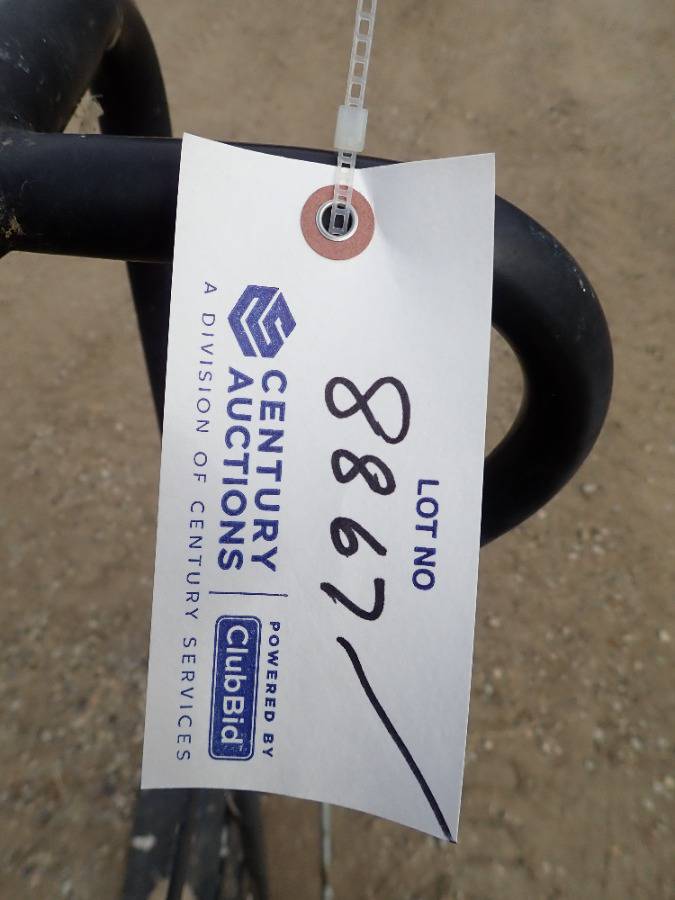 LOT NO
8867/
CENTURY
AUCTIONS
A DIVISION OF CENTURY SERVICES
POWERED BY
ClubBid